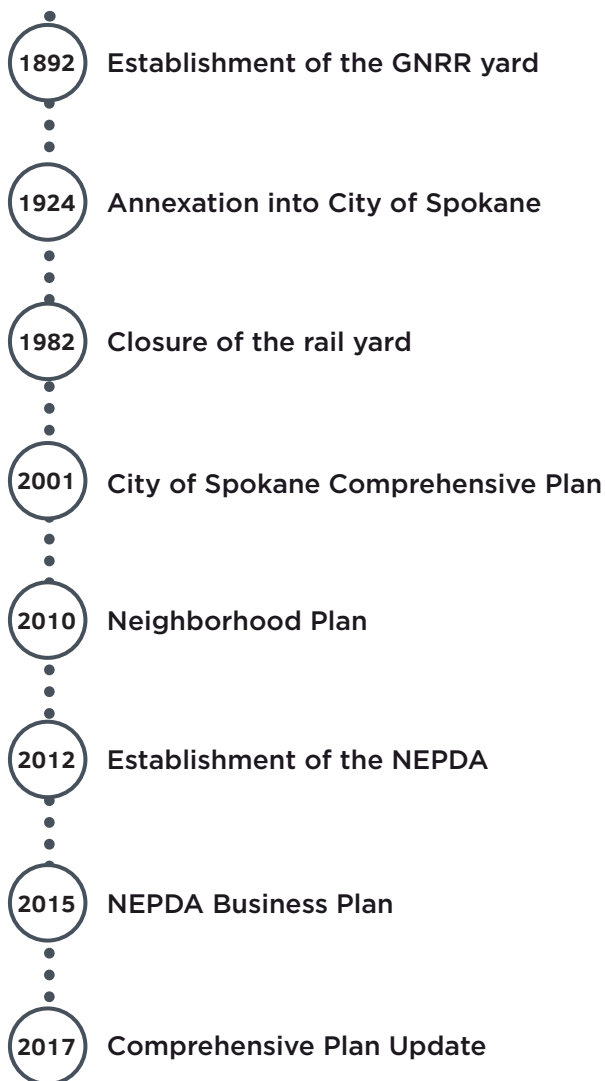 1892 Establishment of the GNRR yard
1924 Annexation into City of Spokane
1982 Closure of the rail yard
2001 City of Spokane Comprehensive Plan
2010 Neighborhood Plan
2012 Establishment of the NEPDA
2015 NEPDA Business Plan
2017 Comprehensive Plan Update